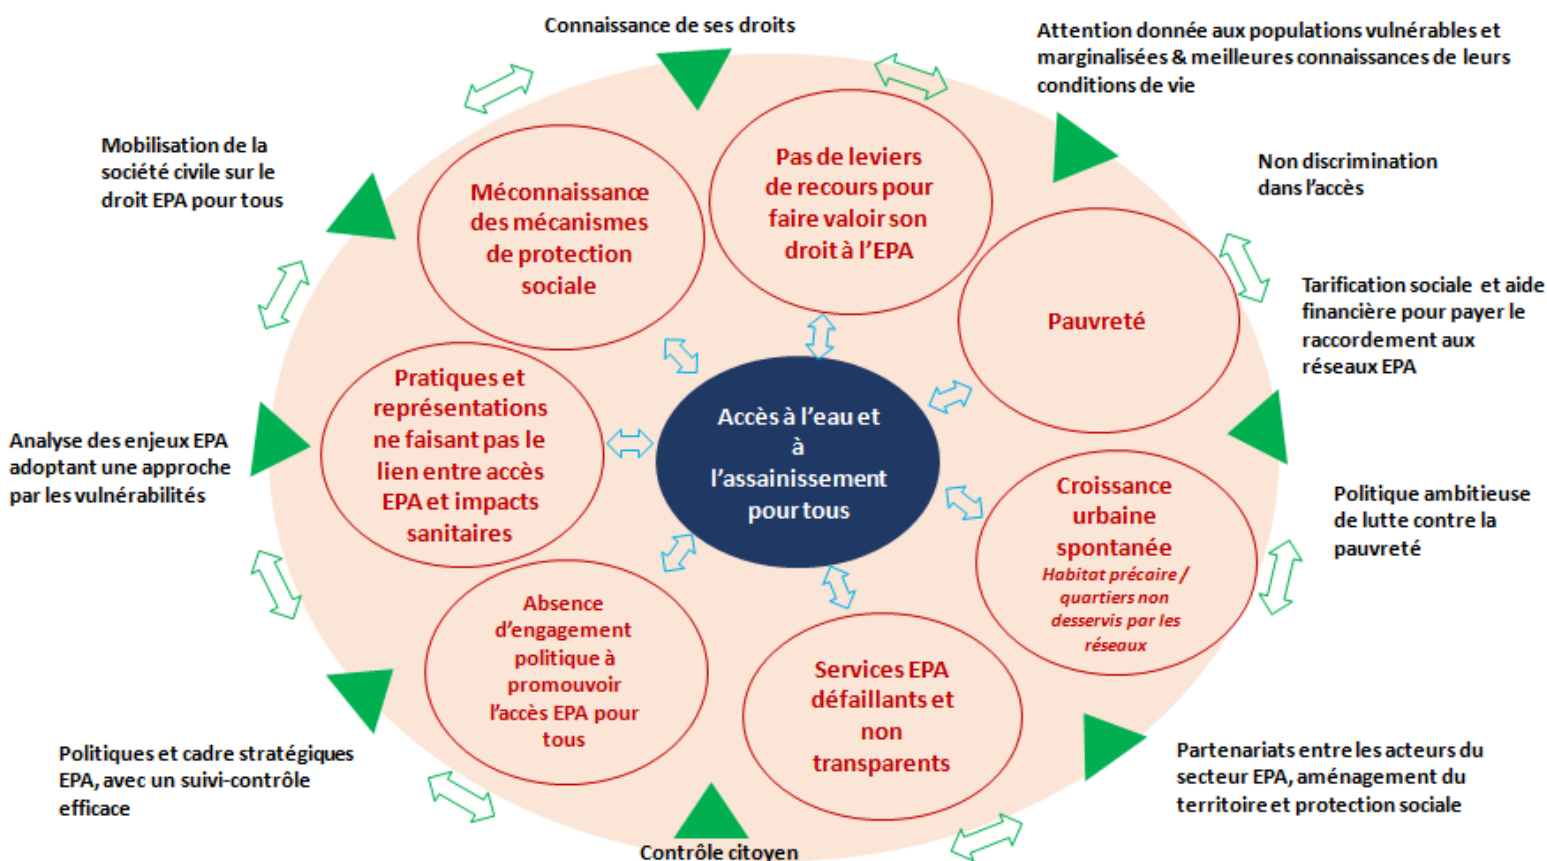 Connaissance de ses droits
Attention donnée aux populations vulnérables et
marginalisées & meilleures connaissances de leurs
conditions de vie
Mobilisation de la
société civile sur le
droit EPA pour tous
Non discrimination
dans l'accès
Tarification sociale et aide
financière pour payer le
raccordement aux
réseaux EPA
Analyse des enjeux EPA
adoptant une approche
par les vulnérabilités
Politique ambitieuse
de lutte contre la
pauvreté
Politiques et cadre stratégiques
EPA, avec un suivi-contrôle
efficace
Partenariats entre les acteurs du
secteur EPA, aménagement du
territoire et protection sociale
Contrôle citoyen
Méconnaissance
des mécanismes
de protection
sociale
Pas de leviers
de recours pour
faire valoir son
droit à l'EPA
Pauvreté
Pratiques et
représentations
ne faisant pas le
lien entre accès
EPA et impacts
sanitaires
Accès à l'eau et
à
l'assainissement
pour tous
Croissance
urbaine
spontanée
Habitat précaire /
quartiers non
desservis par les
réseaux
Absence
d'engagement
politique à
promouvoir
l'accès EPA pour
tous
Services EPA
défaillants et
non
transparents